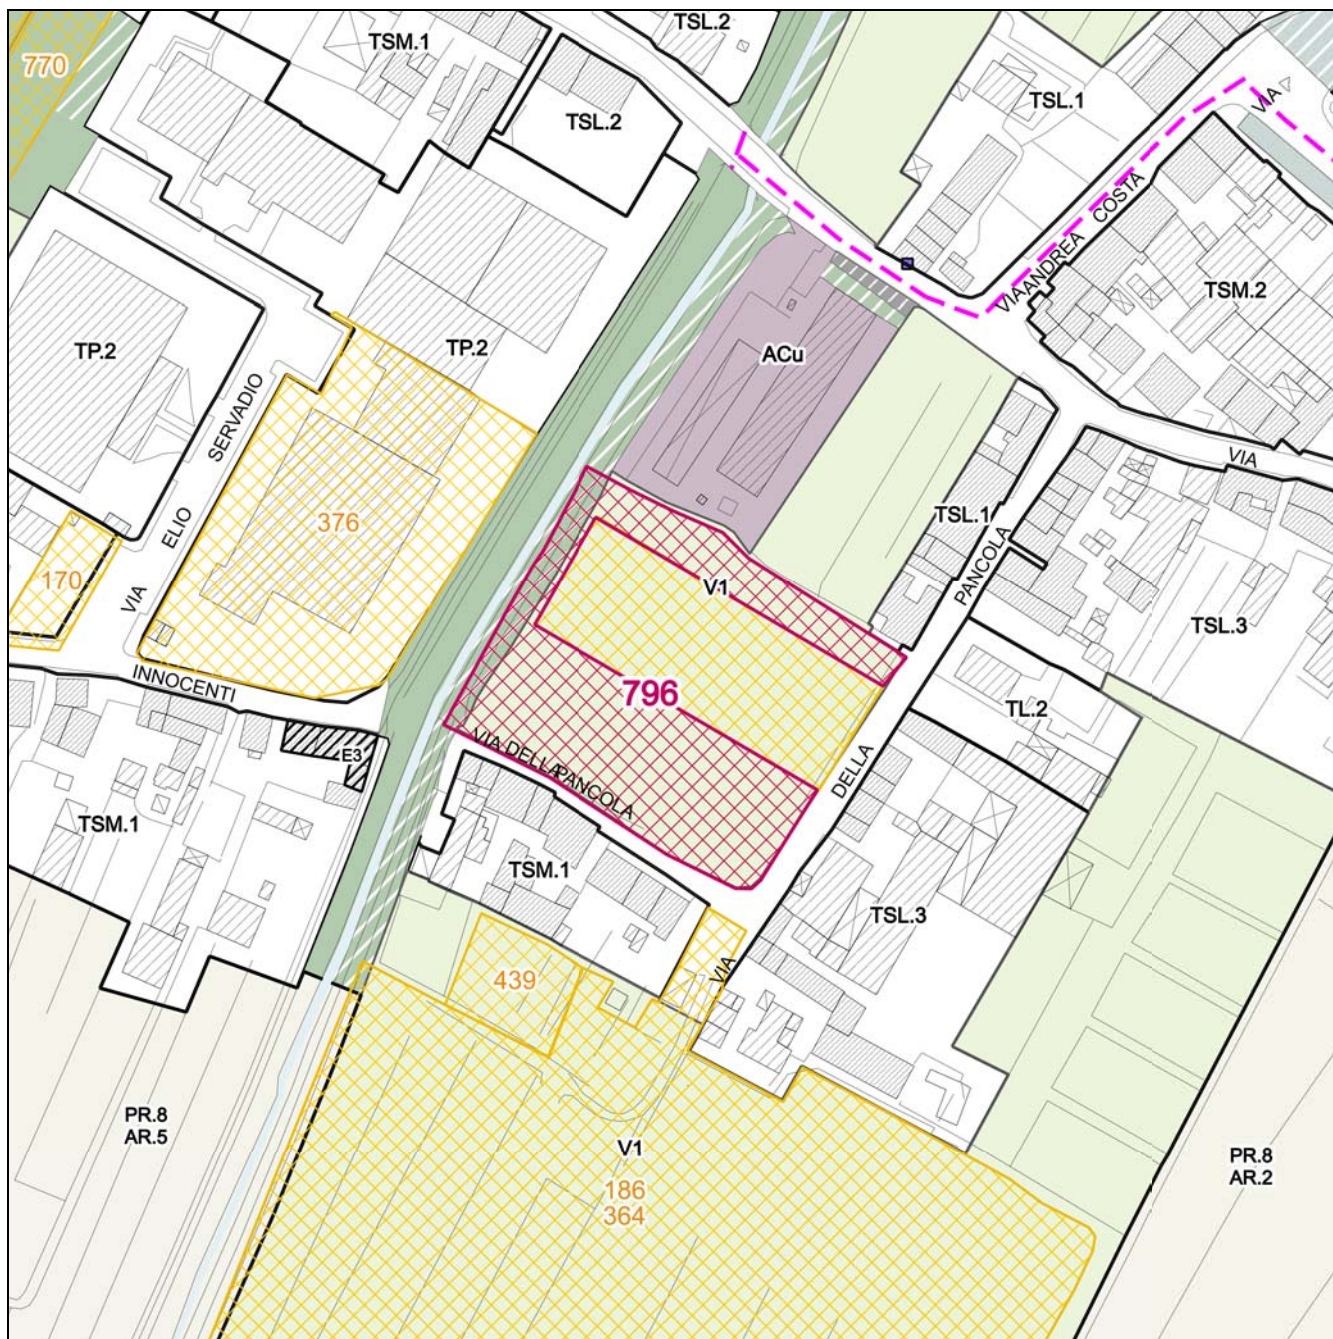 TSL.2
TSM.1
770
TSL.1
VIA
TSL.2
COSTA
ANDREA
VIA
TSM.2
TP.2
TP.2
ACu
SERVADIO
VIA
TSL.1
376
ELIO
PANCOLA
170
V1
VIA
TSL.3
INNOCENTI
796
TL.2
E3
VIA DELLA PANCOLA
DELLA
TSM.1
TSM.1
TSL.3
439
VIA
PR.8
AR.5
V1
186
364
PR.8
AR.2